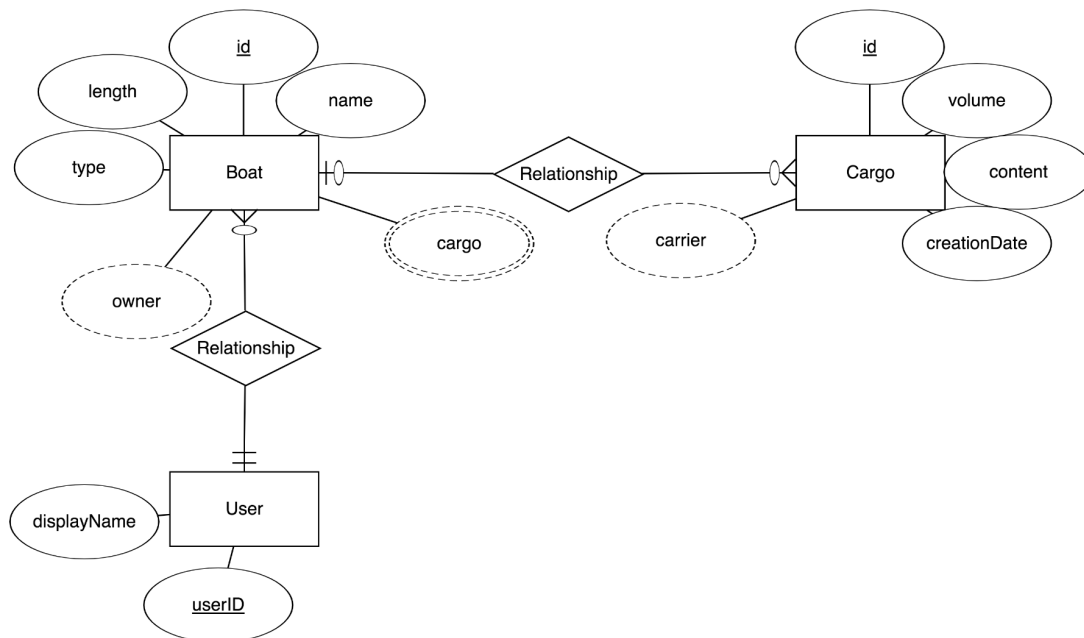 id
id
length
name
volume
type
Boat
Relationship
Cargo
content
cargo
carrier
creationDate
owner
Relationship
User
displayName
userID